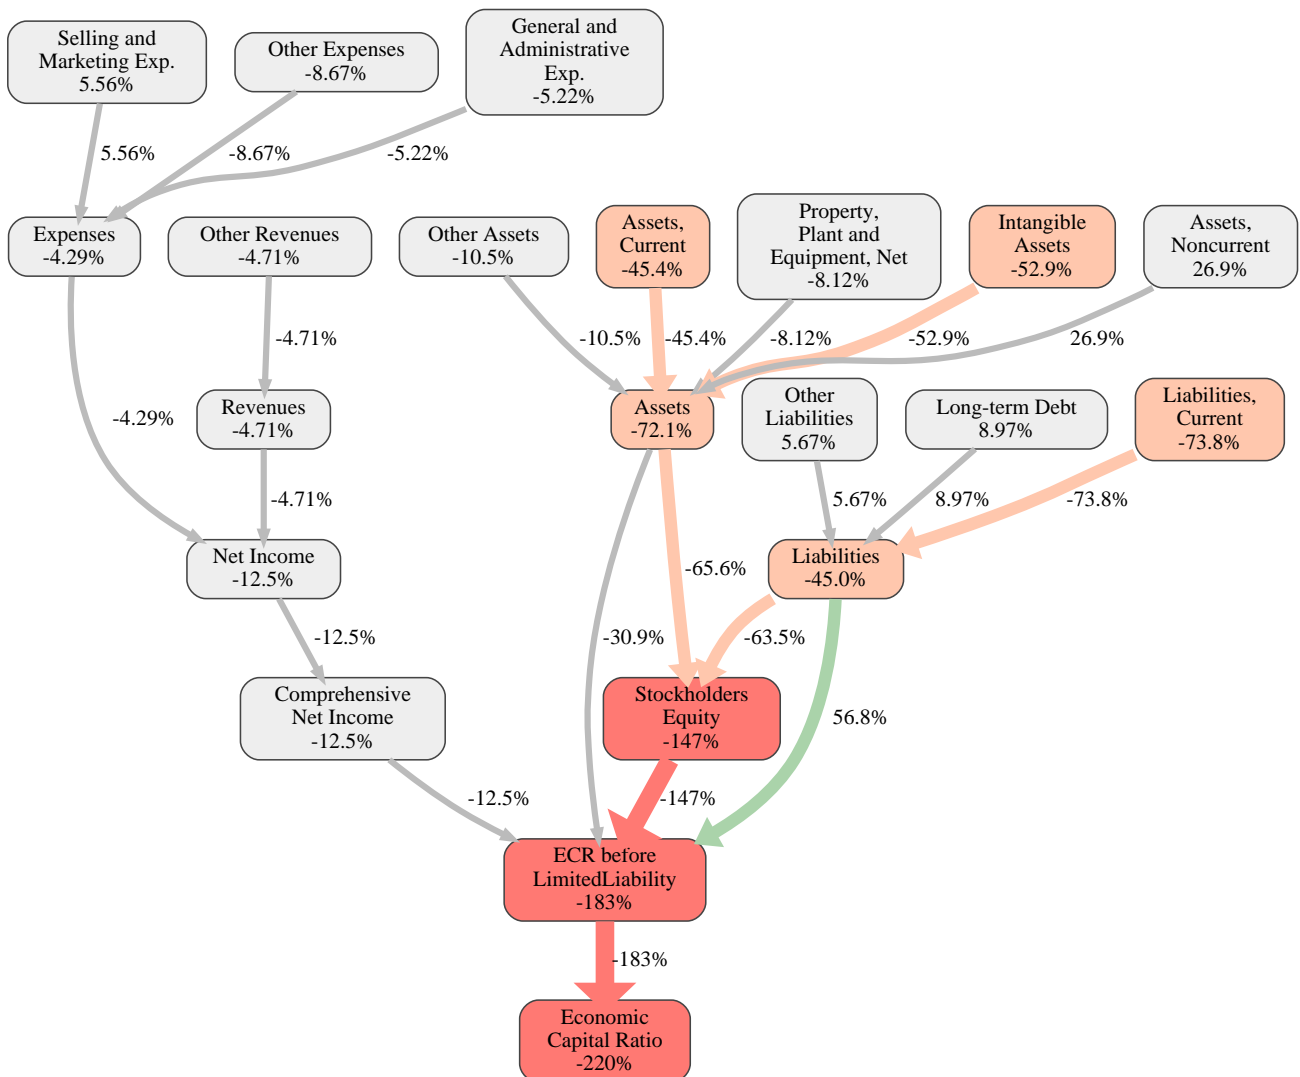 Selling and
Marketing Exp.
5.56%
Other Expenses
-8.67%
General and
Administrative
Exp.
-5.22%
5.56%
-8.67%
-5.22%
Expenses
-4.29%
Other Revenues
-4.71%
Other Assets
-10.5%
Assets,
Current
-45.4%
Property,
Plant and
Equipment, Net
-8.12%
Intangible
Assets
-52.9%
Assets,
Noncurrent
26.9%
-4.71%
-10.5%
-45.4%
-8.12%
-52.9%
26.9%
-4.29%
Revenues
-4.71%
Assets
-72.1%
Other
Liabilities
5.67%
Long-term Debt
8.97%
Liabilities,
Current
-73.8%
-4.71%
5.67%
8.97%
-73.8%
Net Income
-12.5%
-65.6%
Liabilities
-45.0%
-12.5%
-30.9%
-63.5%
Comprehensive
Net Income
-12.5%
Stockholders
Equity
-147%
56.8%
-12.5%
-147%
ECR before
LimitedLiability
-183%
-183%
Economic
Capital Ratio
-220%